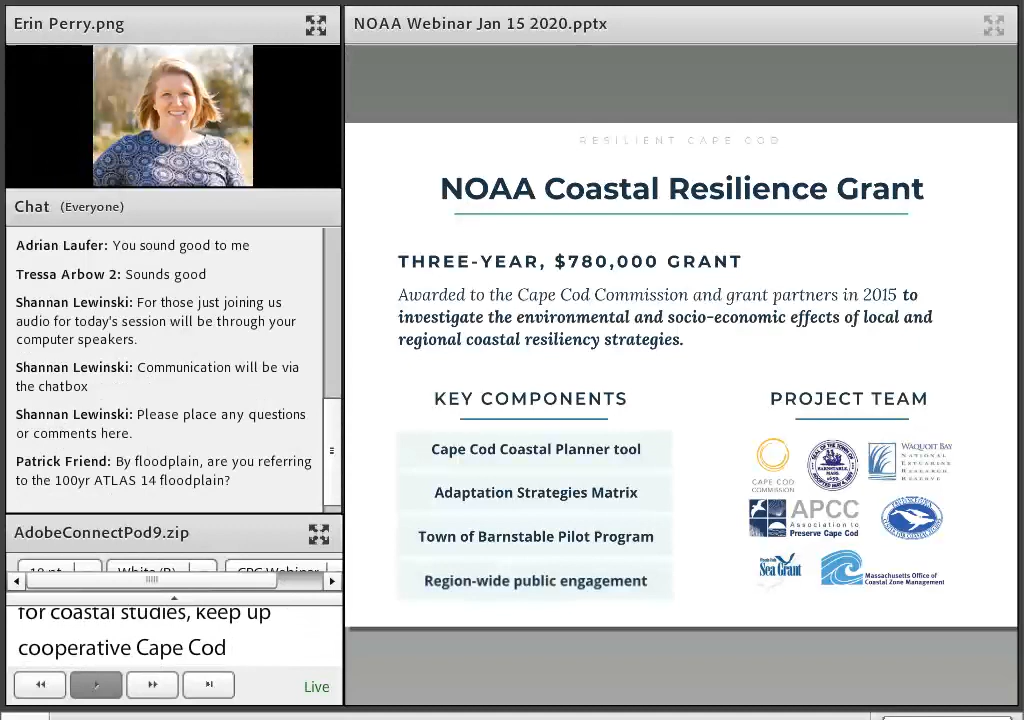 Erin Perry.png
Chat (Everyone)
Adrian Laufer: You sound good to me
Tressa Arbow 2: Sounds good
Shannan Lewinski: For those just joining us
audio for today's session will be through your
computer speakers.
Shannan Lewinski: Communication will be via
the chatbox
Shannan Lewinski: Please place any questions
or comments here.
Patrick Friend: By floodplain, are you referring
to the 100yr ATLAS 14 floodplain?
AdobeConnectPod9.zip
for coastal studies, keep up
cooperative Cape Cod
Live
NOAA Webinar Jan 15 2020.pptx
RESILIENT CAPE COD
NOAA Coastal Resilience Grant
THREE-YEAR, $780,000 GRANT
Awarded to the Cape Cod Commission and grant partners in 2015 to
investigate the environmental and socio-economic effects of local and
regional coastal resiliency strategies.
KEY COMPONENTS
Cape Cod Coastal Planner tool
Adaptation Strategies Matrix
Town of Barnstable Pilot Program
Region-wide public engagement
PROJECT TEAM
CAPE COD
COMMISSION
WAQUOIT BAY
NATIONAL
ESTUARINE
RESEARCH
RESERVE
APCC
Association to
Preserve Cape Cod
Sea Grant
Massachusetts Office of
Coastal Zone Management